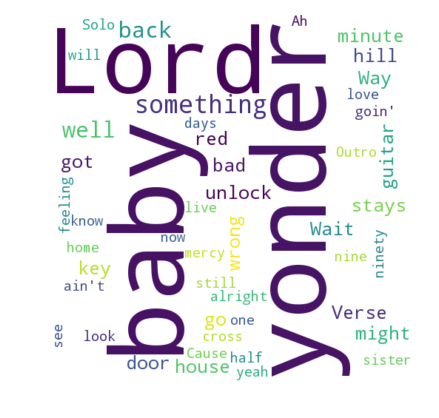 Solo
back
Ah
minute
Lord
will
hill
Way
something
love
goin'
days
well
red
yonder
baby
got
bad
guitar
Outro
unlock
feeling
live
stays
know
now
wrong
Wait
home
mercy
nine
ninety
key
still
ain't
alright
go
one
Verse
see
look
cross
might
door
Cause
half
house
yeah
sister